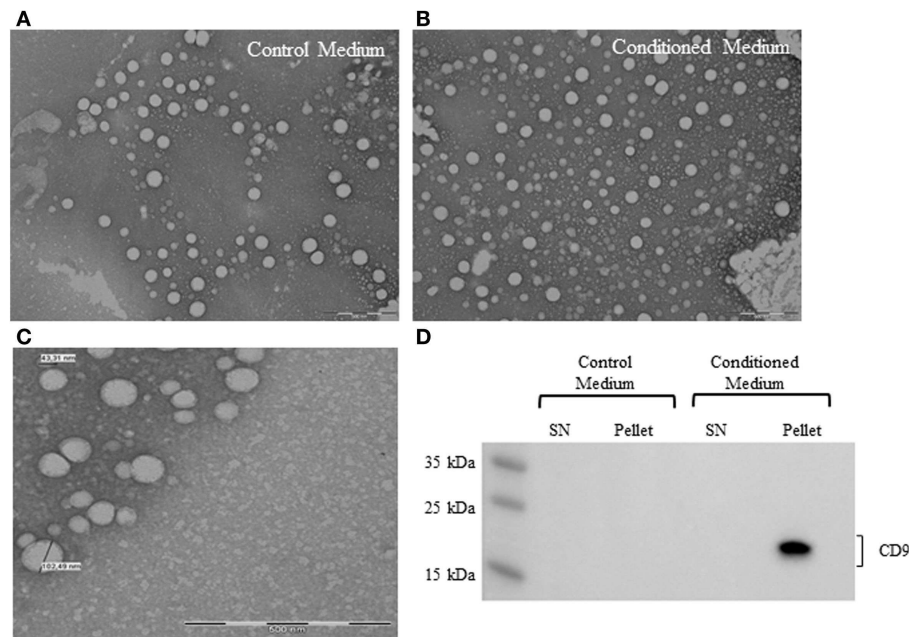 A
Control Medium
B
Conditioned Medium
C
43,31 nm
102,49 nm
500 nm
D
Control
Medium
Conditioned
Medium
SN
Pellet
SN
Pellet
35 kDa
25 kDa
15 kDa
CD9